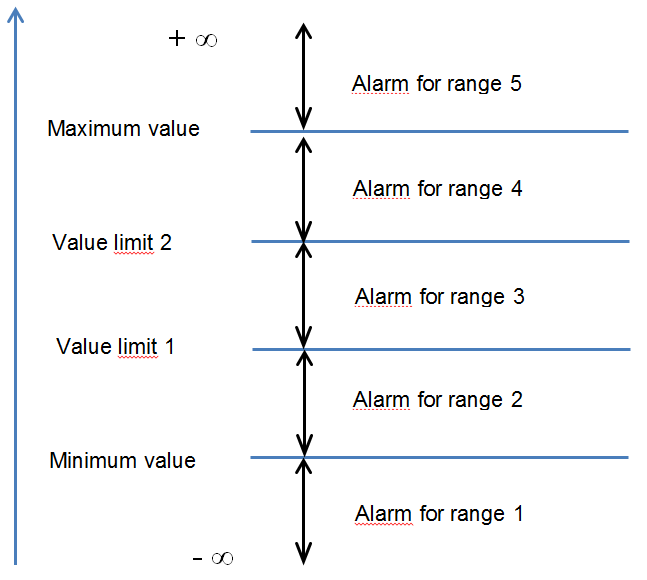 + ∞
Alarm for range 5
Maximum value
Alarm for range 4
Value limit 2
Alarm for range 3
Value limit 1
Alarm for range 2
Minimum value
Alarm for range 1
- ∞